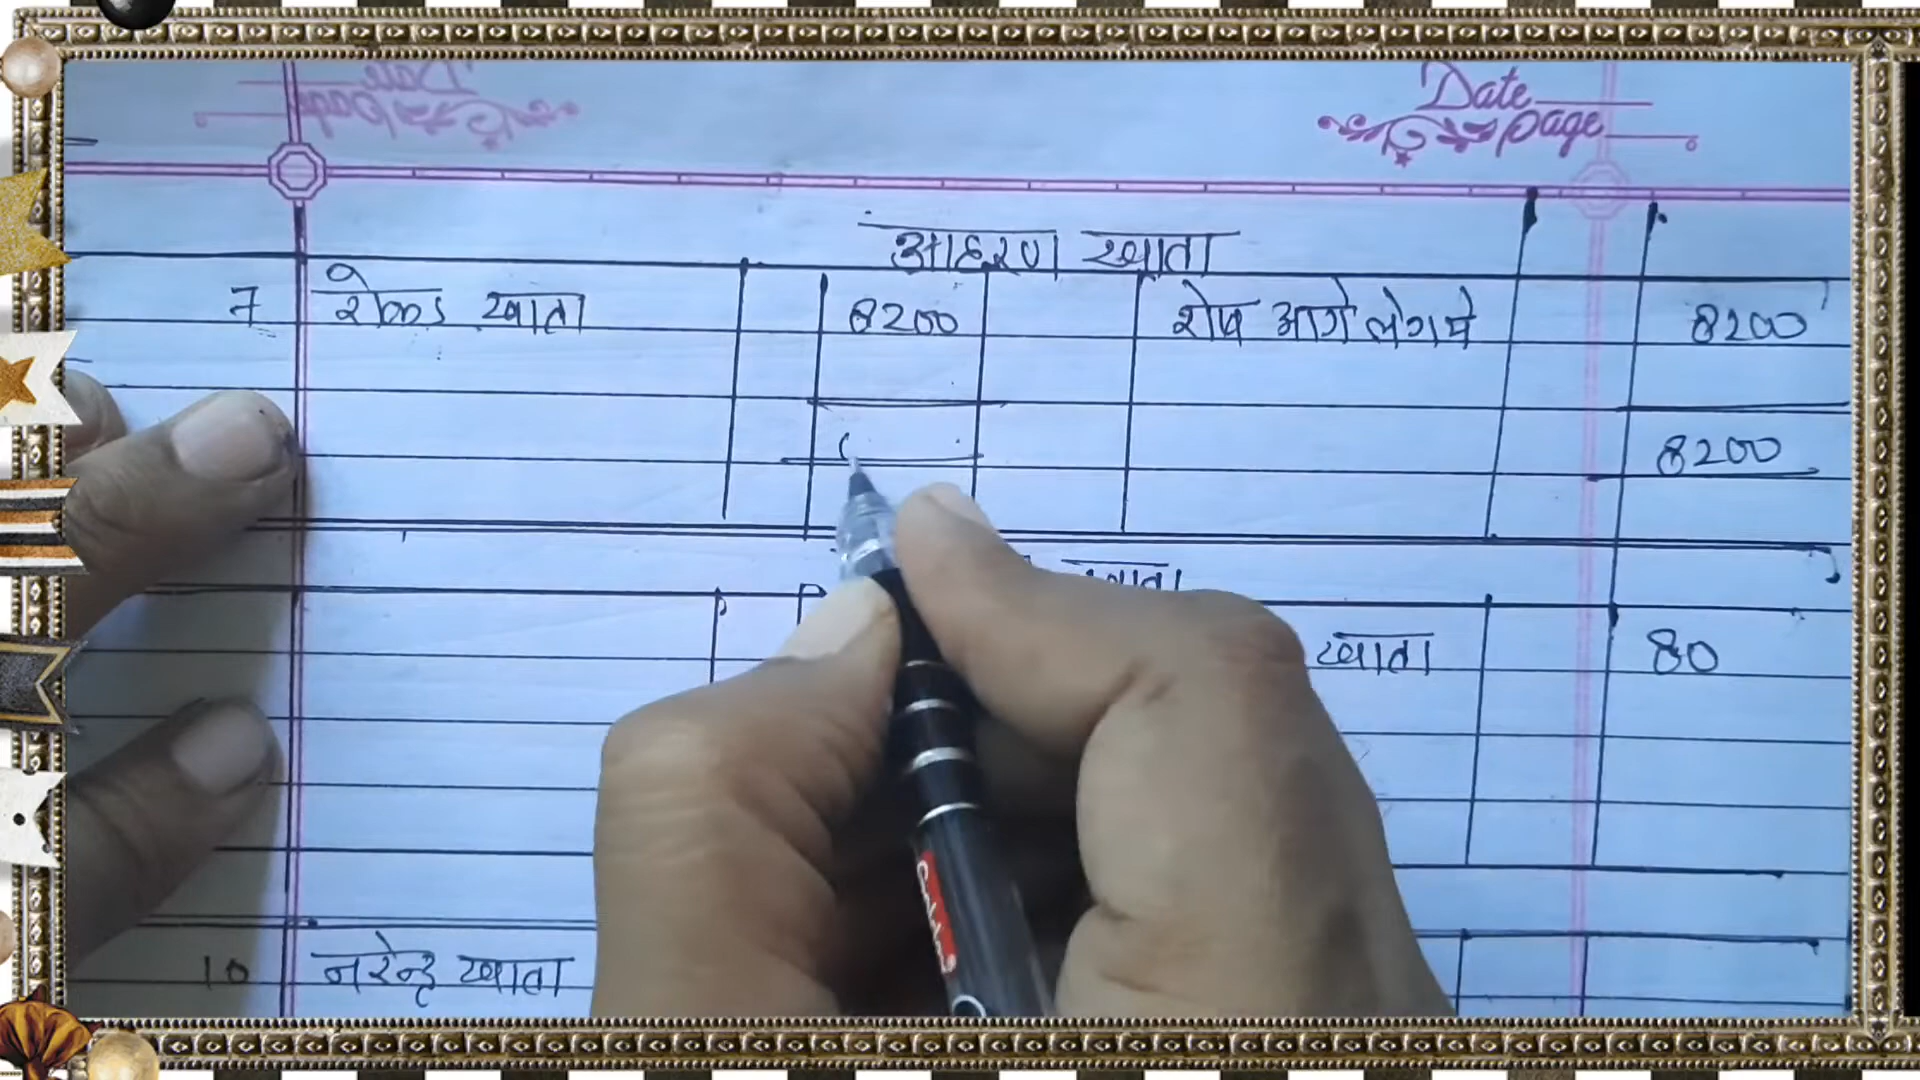 Date
page
आहरण खाता
7 रोकड खाता 8200 शेष आगे लेगये 8200
8200
खाता
खाता 80
10 नरेन्द्र खाता